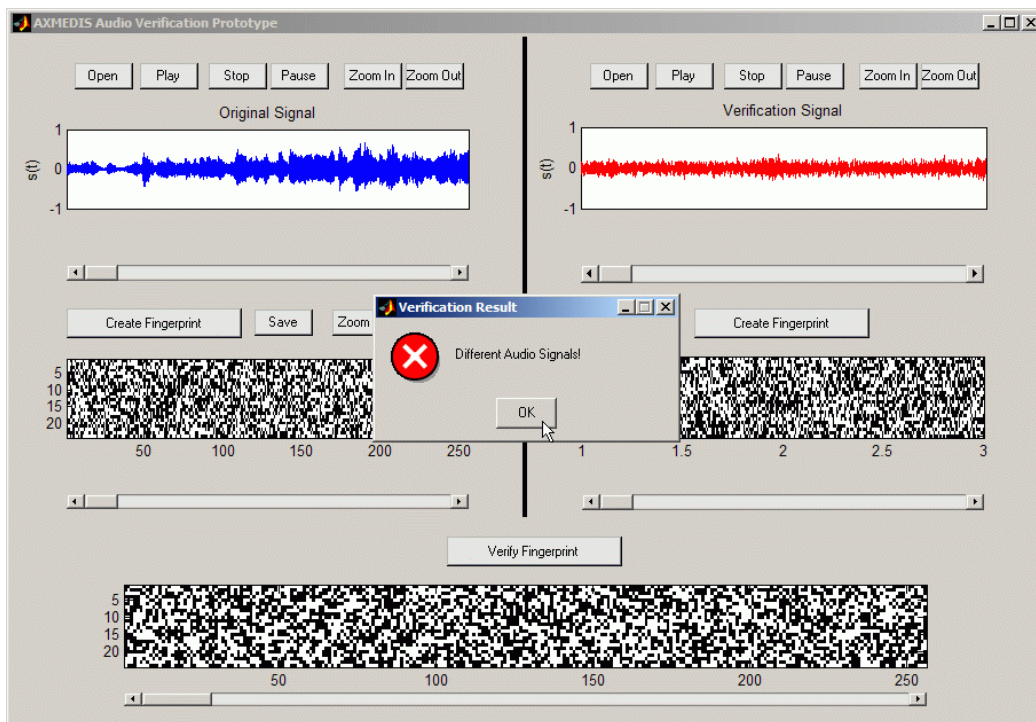 AXMEDIS Audio Verification Prototype
Open Play Stop Pause Zoom In Zoom Out
Open Play Stop Pause Zoom In Zoom Out
Original Signal
Verification Signal
1
0
-1
s(t)
1
0
-1
s(t)
Create Fingerprint Save Zoom
Create Fingerprint
Verification Result
Different Audio Signals!
OK
5
10
15
20
50 100 150 200 250
1 1.5 2 2.5 3
Verify Fingerprint
5
10
15
20
50 100 150 200 250